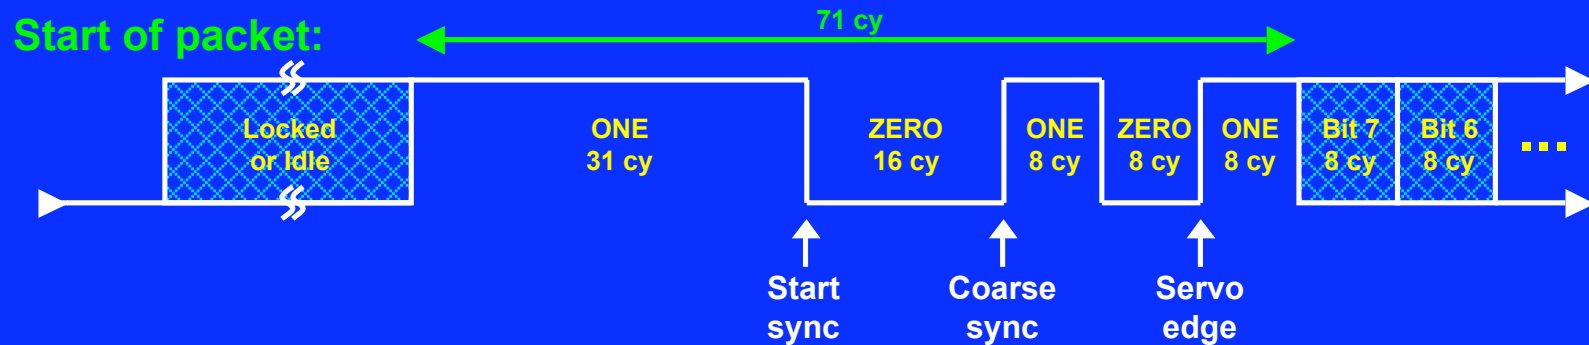 Start of packet:
71 cy
Locked
or Idle
ONE
31 cy
ZERO
16 cy
ONE
8 cy
ZERO
8 cy
ONE
8 cy
Bit 7
8 cy
Bit 6
8 cy
...
Start
sync
Coarse
sync
Servo
edge